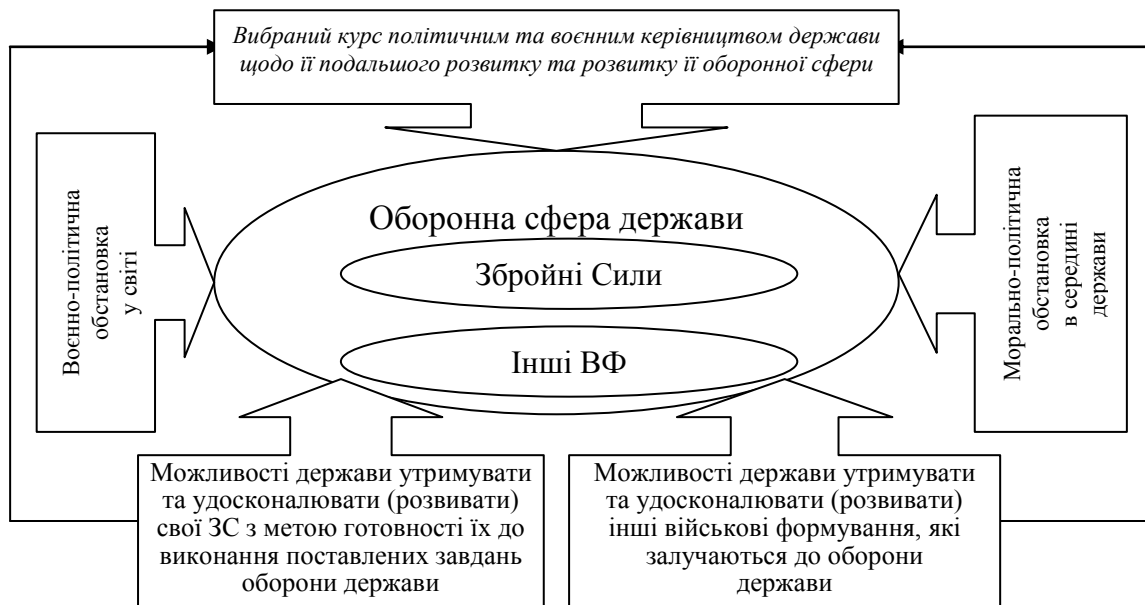 Вибраний курс політичним та воєнним керівництвом держави
щодо її подальшого розвитку та розвитку її оборонної сфери
Воєнно-політична
обстановка
у світі
Оборонна сфера держави
Збройні Сили
Інші ВФ
Морально-політична
обстановка
в середині
держави
Можливості держави утримувати
та удосконалювати (розвивати)
свої ЗС з метою готовності їх до
виконання поставлених завдань
оборони держави
Можливості держави утримувати
та удосконалювати (розвивати)
інші військові формування, які
залучаються до оборони
держави